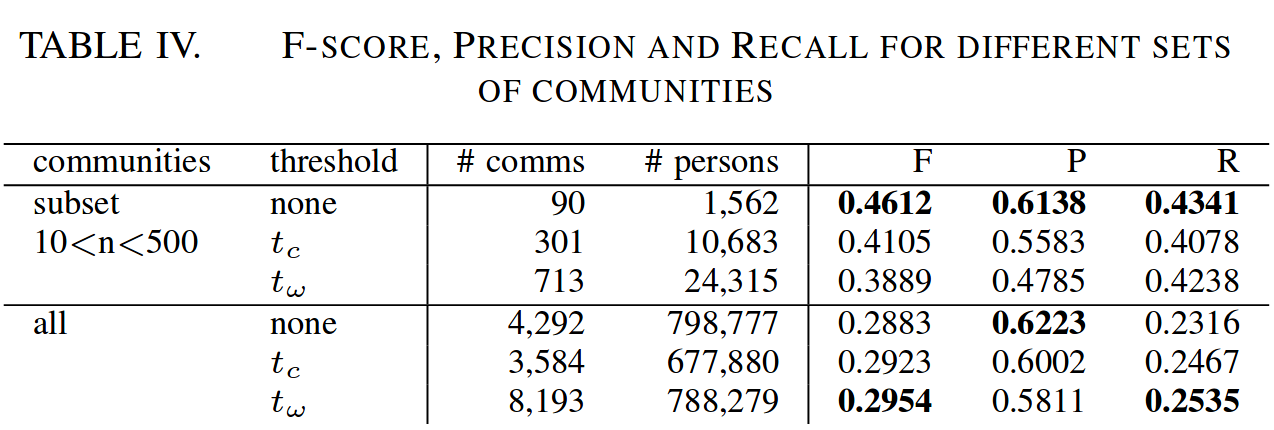 TABLE IV. F-SCORE, PRECISION AND RECALL FOR DIFFERENT SETS
OF COMMUNITIES
communities threshold # comms # persons F P R
subset none 90 1,562 0.4612 0.6138 0.4341
10<n<500 t_c 301 10,683 0.4105 0.5583 0.4078
t_ω 713 24,315 0.3889 0.4785 0.4238
all none 4,292 798,777 0.2883 0.6223 0.2316
t_c 3,584 677,880 0.2923 0.6002 0.2467
t_ω 8,193 788,279 0.2954 0.5811 0.2535